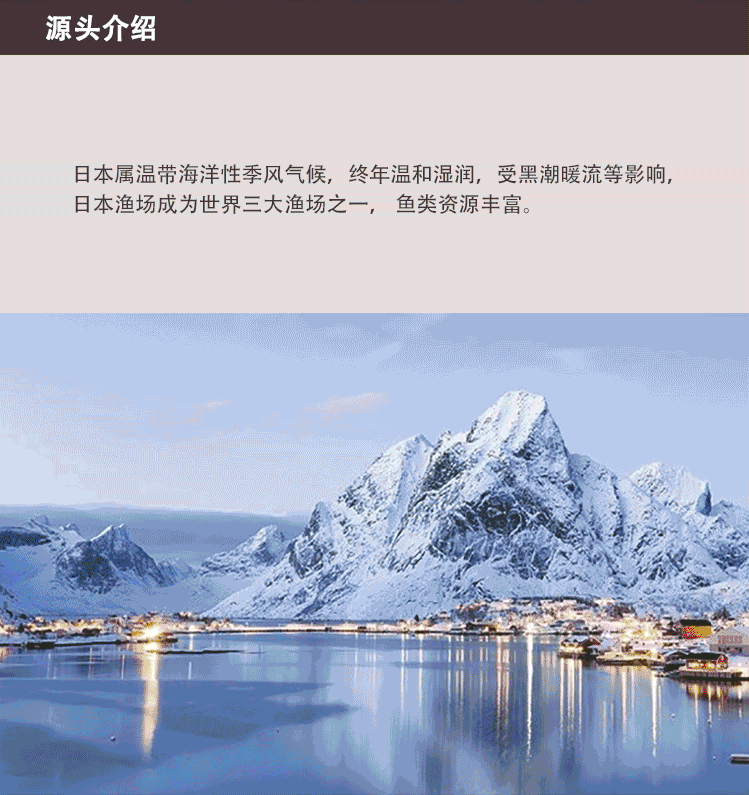 源头介绍
日本属温带海洋性季风气候，终年温和湿润，受黑潮暖流等影响，
日本渔场成为世界三大渔场之一， 鱼类资源丰富。